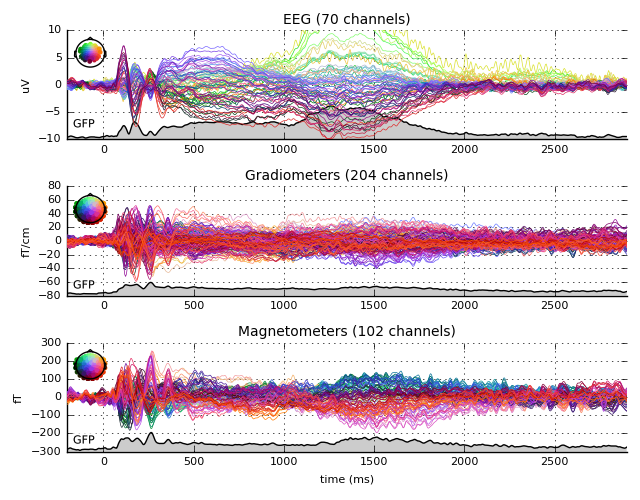 EEG (70 channels)
10
5
0
−5
−10
uV
GFP
0 500 1000 1500 2000 2500
Gradiometers (204 channels)
80
60
40
20
0
−20
−40
−60
−80
fT/cm
GFP
0 500 1000 1500 2000 2500
Magnetometers (102 channels)
300
200
100
0
−100
−200
−300
fT
GFP
0 500 1000 1500 2000 2500
time (ms)